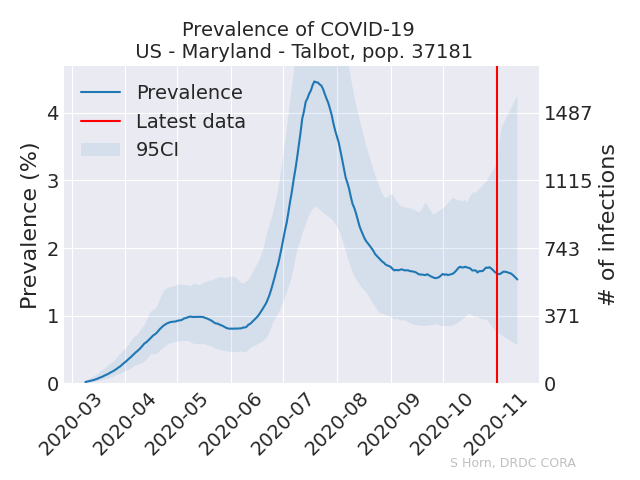 Prevalence of COVID-19
US - Maryland - Talbot, pop. 37181
Prevalence
Latest data
95CI
Prevalence (%)
4
3
2
1
0
1487
1115
743
371
0
# of infections
2020-03
2020-04
2020-05
2020-06
2020-07
2020-08
2020-09
2020-10
2020-11
S Horn, DRDC CORA